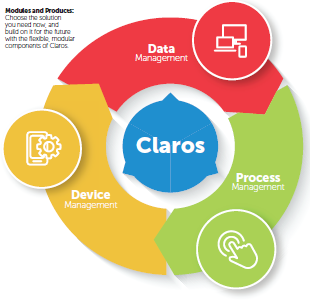 Modules and Produces:
Choose the solution
you need now, and
build on it for the future
with the flexible, modular
components of Claros.
Data
Management
Claros
Process
Management
Device
Management